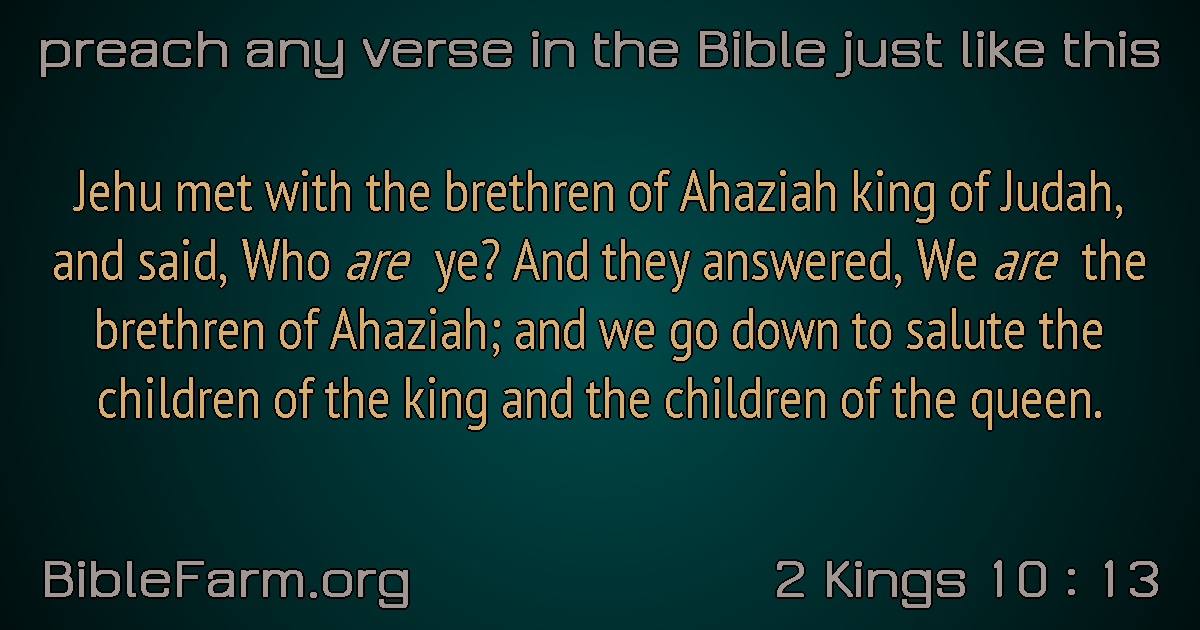 preach any verse in the Bible just like this
Jehu met with the brethren of Ahaziah king of Judah,
and said, Who are ye? And they answered, We are the
brethren of Ahaziah; and we go down to salute the
children of the king and the children of the queen.
BibleFarm.org
2 Kings 10 : 13